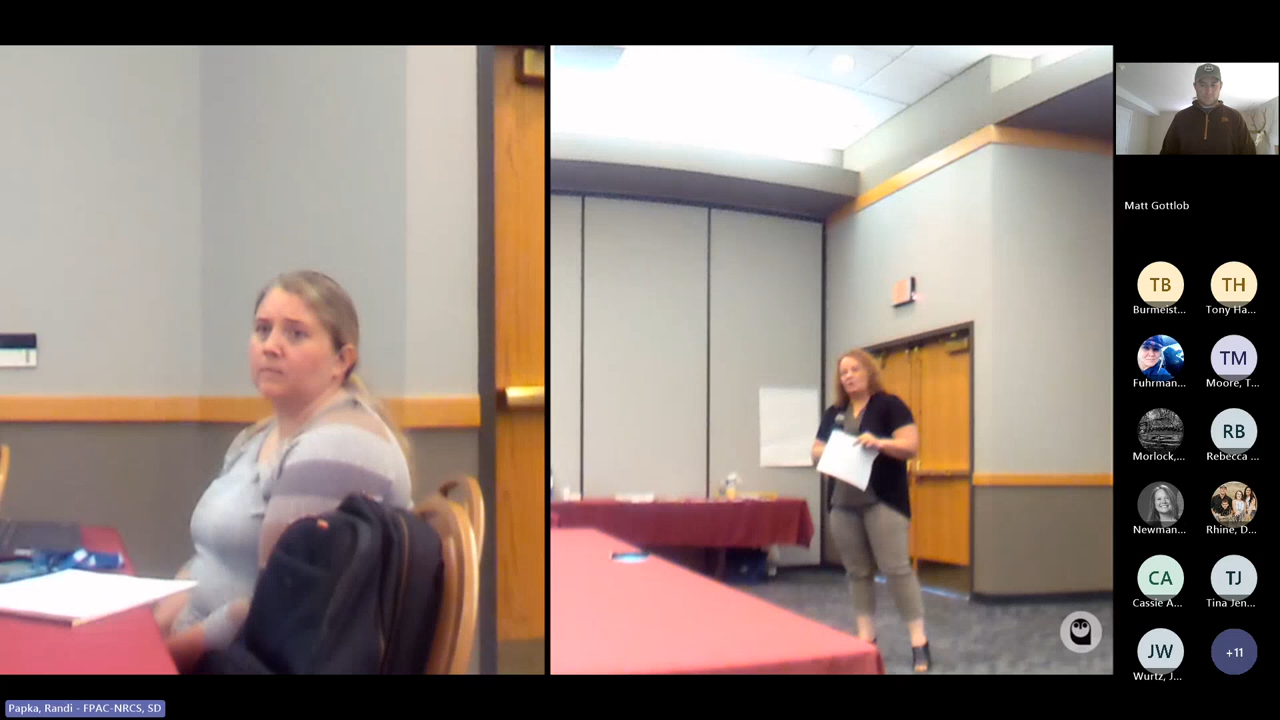 Matt Gottlob
TB
TH
Burmeist...
Tony Ha...
TM
Fuhrman...
Moore, T...
RB
Morlock,...
Rebecca ...
Newman...
Rhine, D...
CA
TJ
Cassie A...
Tina Jen...
JW
+11
Wurtz, J...
Papka, Randi - FPAC-NRCS, SD